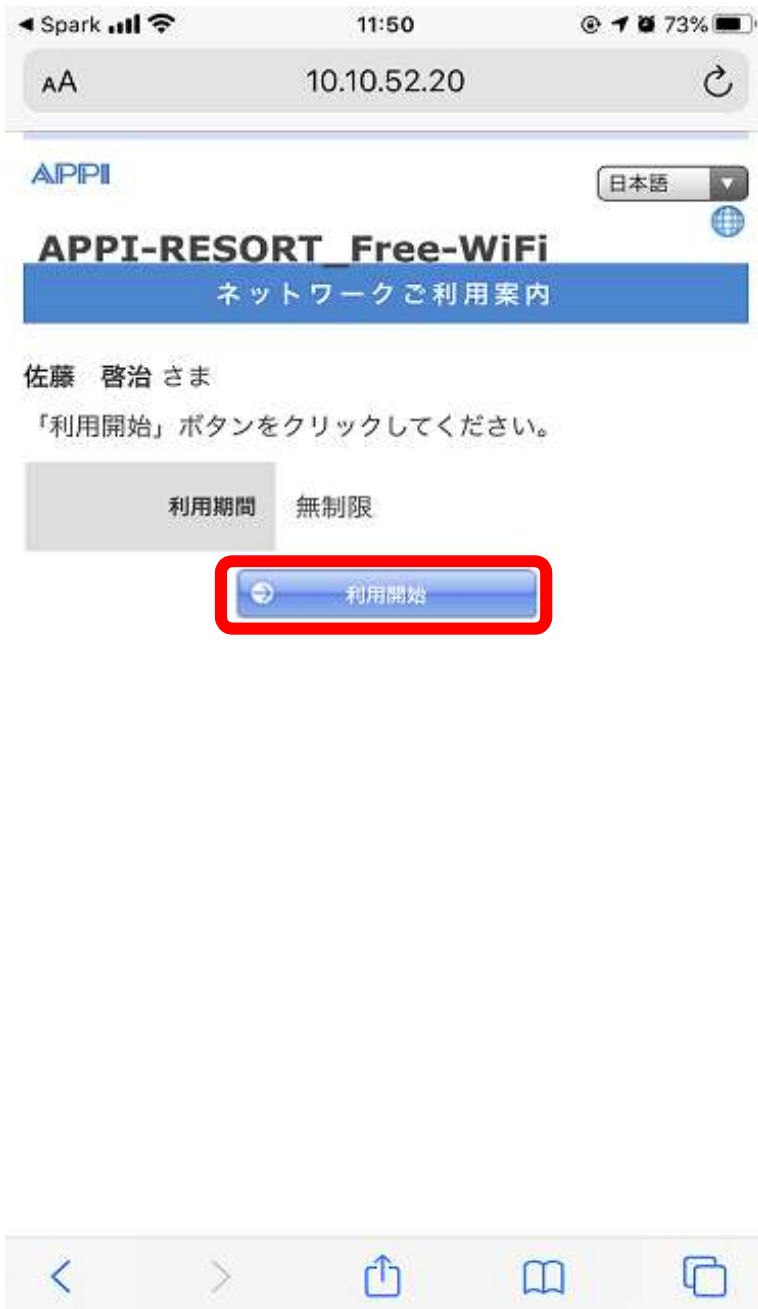 Spark 11:50 73%
AA 10.10.52.20
APPI
日本語
APPI-RESORT_Free-WiFi
ネットワークご利用案内
佐藤　啓治 さま
「利用開始」ボタンをクリックしてください。
利用期間 無制限
利用開始